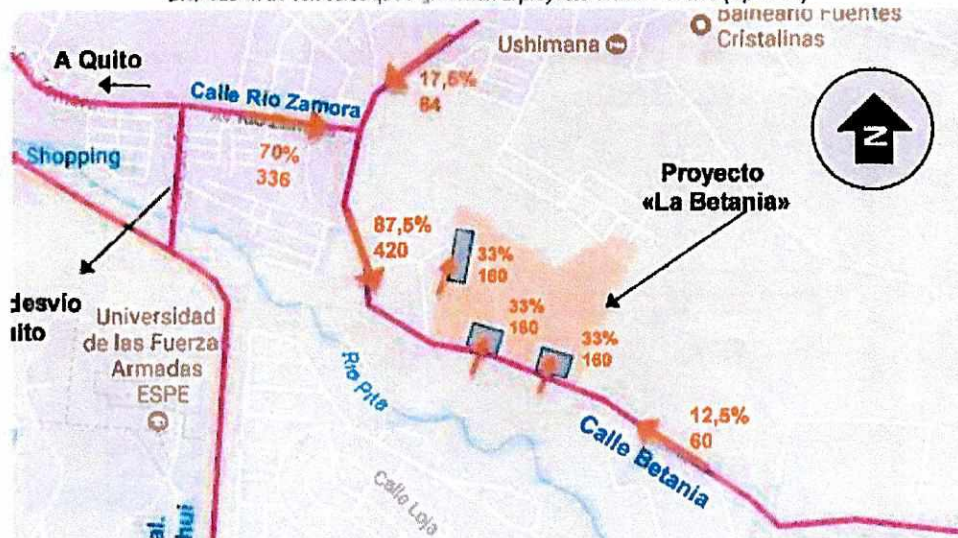 Balneario Fuentes
Cristalinas
Ushimana
A Quito
17,5%
84
Calle Río Zamora
N
Shopping
70%
336
Proyecto
«La Betania»
87,5%
420
33%
160
33%
160
33%
160
desvío
Universidad
de las Fuerza
Armadas
ESPE
Río Pita
12,5%
60
Calle Betania
Calle Loja